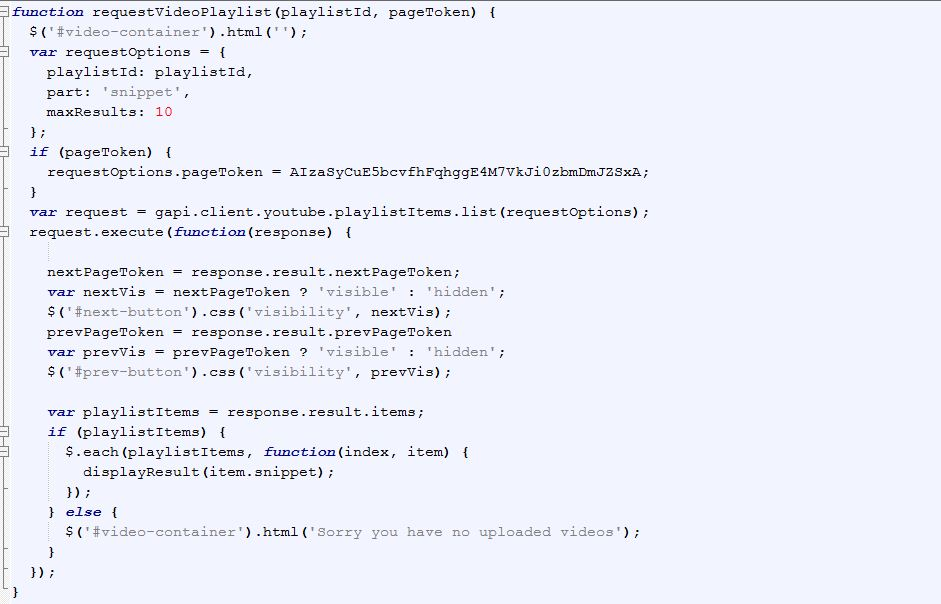 function requestVideoPlaylist(playlistId, pageToken) {
  $('#video-container').html('');
  var requestOptions = {
    playlistId: playlistId,
    part: 'snippet',
    maxResults: 10
  };
  if (pageToken) {
    requestOptions.pageToken = AIzaSyCuE5bcvfhFqhggE4M7VkJi0zbmDmJZSxA;
  }
  var request = gapi.client.youtube.playlistItems.list(requestOptions);
  request.execute(function(response) {
    nextPageToken = response.result.nextPageToken;
    var nextVis = nextPageToken ? 'visible' : 'hidden';
    $('#next-button').css('visibility', nextVis);
    prevPageToken = response.result.prevPageToken
    var prevVis = prevPageToken ? 'visible' : 'hidden';
    $('#prev-button').css('visibility', prevVis);
    var playlistItems = response.result.items;
    if (playlistItems) {
      $.each(playlistItems, function(index, item) {
        displayResult(item.snippet);
      });
    } else {
      $('#video-container').html('Sorry you have no uploaded videos');
    }
  });
}